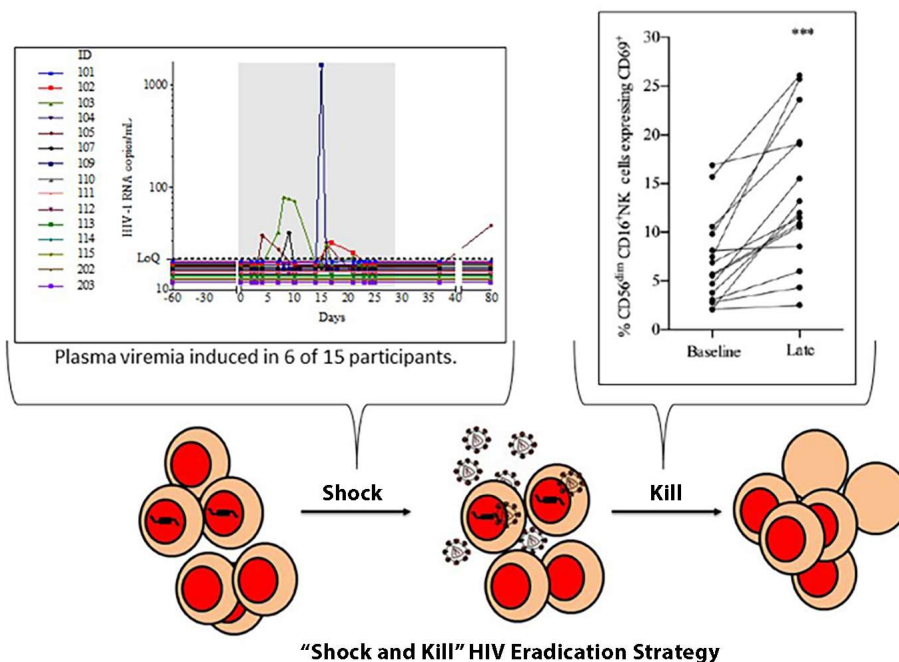 ID
101
102
103
104
105
107
109
110
111
112
113
114
115
202
203
HIV-1 RNA copies/mL
1000
100
LoQ
10
-60 -30 0 5 10 15 20 25 30 35 40 80
Days
Plasma viremia induced in 6 of 15 participants.
% CD56dim CD16+NK cells expressing CD69+
***
30
25
20
15
10
5
0
Baseline Late
Shock
Kill
“Shock and Kill” HIV Eradication Strategy